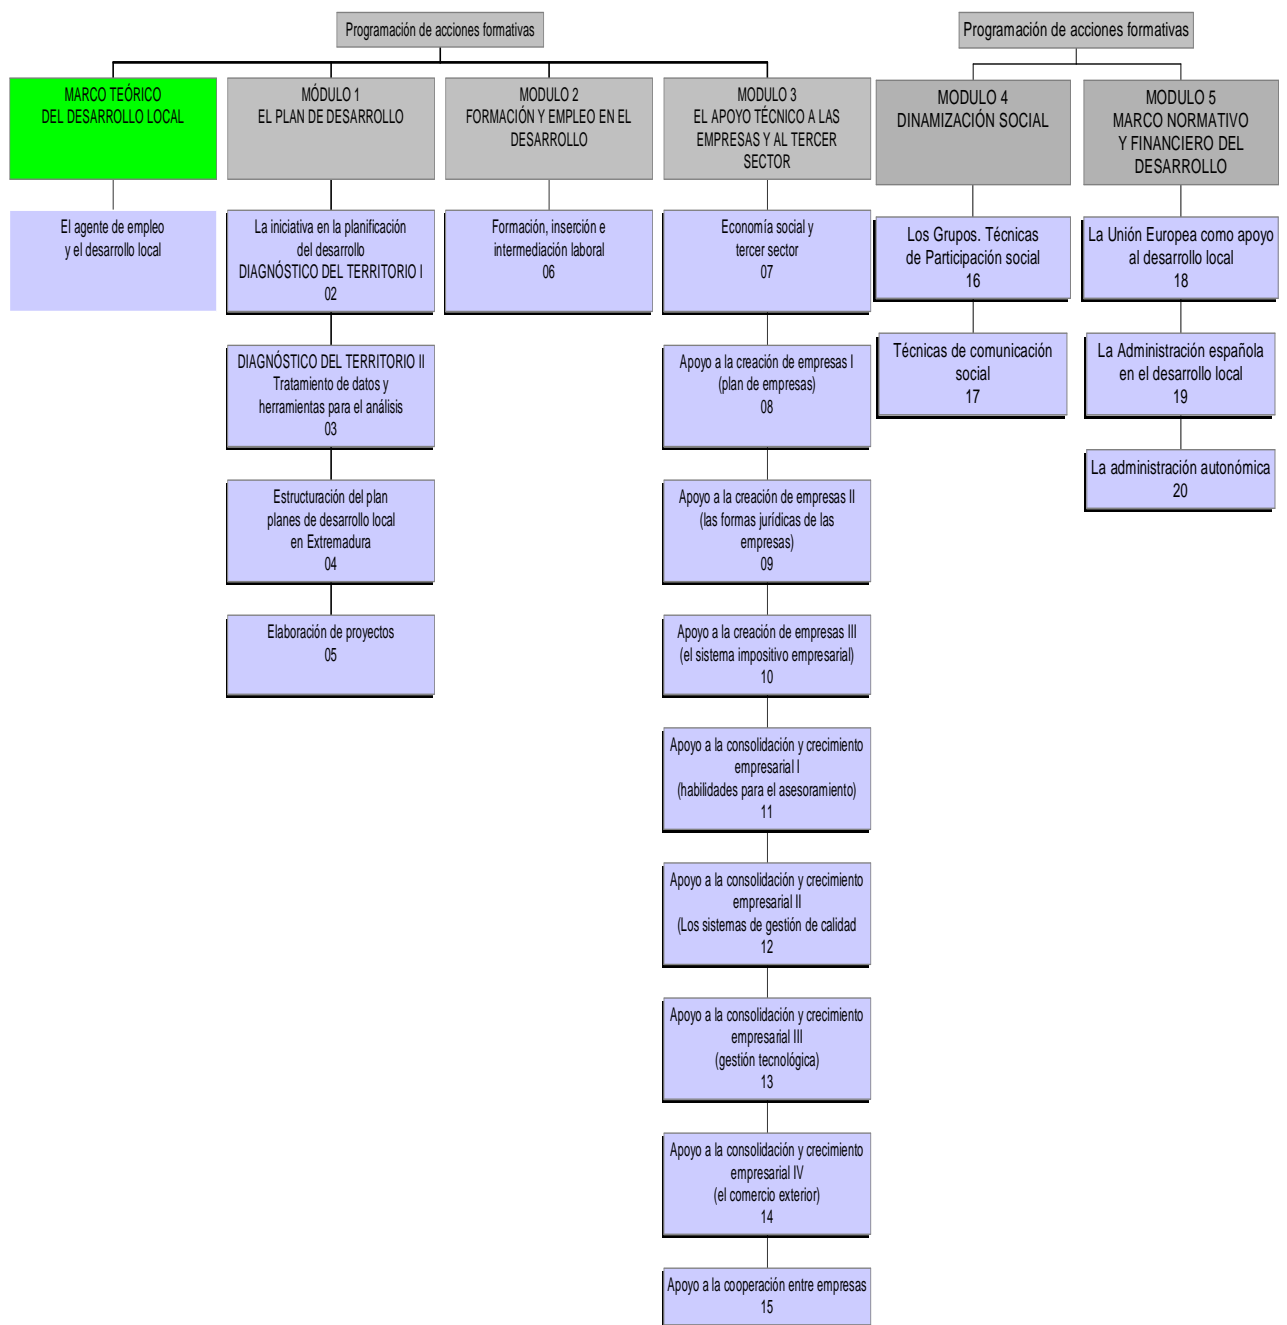 Programación de acciones formativas
MARCO TEÓRICO
DEL DESARROLLO LOCAL
El agente de empleo
y el desarrollo local
MÓDULO 1
EL PLAN DE DESARROLLO
La iniciativa en la planificación
del desarrollo
DIAGNÓSTICO DEL TERRITORIO I
02
DIAGNÓSTICO DEL TERRITORIO II
Tratamiento de datos y
herramientas para el análisis
03
Estructuración del plan
planes de desarrollo local
en Extremadura
04
Elaboración de proyectos
05
MODULO 2
FORMACIÓN Y EMPLEO EN EL
DESARROLLO
Formación, inserción e
intermediación laboral
06
MODULO 3
EL APOYO TÉCNICO A LAS
EMPRESAS Y AL TERCER
SECTOR
Economía social y
tercer sector
07
Apoyo a la creación de empresas I
(plan de empresas)
08
Apoyo a la creación de empresas II
(las formas jurídicas de las
empresas)
09
Apoyo a la creación de empresas III
(el sistema impositivo empresarial)
10
Apoyo a la consolidación y crecimiento
empresarial I
(habilidades para el asesoramiento)
11
Apoyo a la consolidación y crecimiento
empresarial II
(Los sistemas de gestión de calidad
12
Apoyo a la consolidación y crecimiento
empresarial III
(gestión tecnológica)
13
Apoyo a la consolidación y crecimiento
empresarial IV
(el comercio exterior)
14
Apoyo a la cooperación entre empresas
15
Programación de acciones formativas
MODULO 4
DINAMIZACIÓN SOCIAL
Los Grupos. Técnicas
de Participación social
16
Técnicas de comunicación
social
17
MODULO 5
MARCO NORMATIVO
Y FINANCIERO DEL
DESARROLLO
La Unión Europea como apoyo
al desarrollo local
18
La Administración española
en el desarrollo local
19
La administración autonómica
20